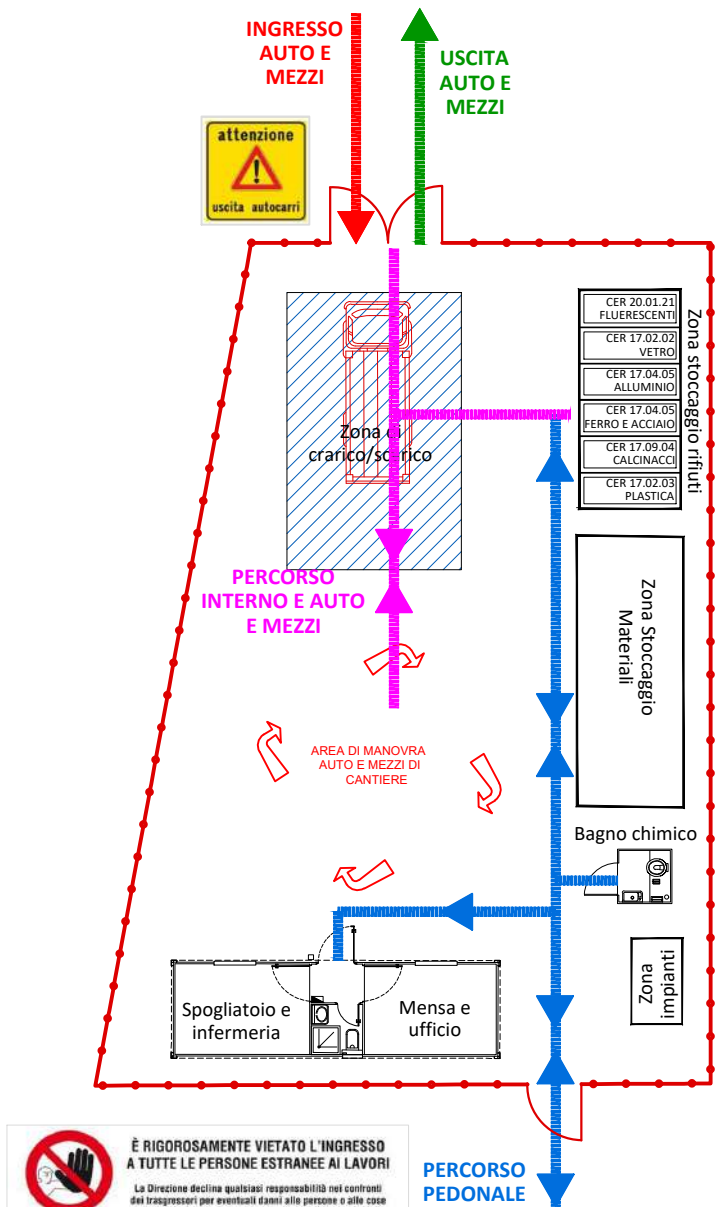 INGRESSO
AUTO E
MEZZI
USCITA
AUTO E
MEZZI
attenzione
uscita autocarri
CER 20.01.21
FLUERESCENTI
CER 17.02.02
VETRO
CER 17.04.05
ALLUMINIO
CER 17.04.05
FERRO E ACCIAIO
CER 17.09.04
CALCINACCI
CER 17.02.03
PLASTICA
Zona stoccaggio rifiuti
Zona di
crarico/scarico
PERCORSO
INTERNO E AUTO
E MEZZI
Zona Stoccaggio
Materiali
AREA DI MANOVRA
AUTO E MEZZI DI
CANTIERE
Bagno chimico
Zona
impianti
Spogliatoio e
infermeria
Mensa e
ufficio
È RIGOROSAMENTE VIETATO L'INGRESSO
A TUTTE LE PERSONE ESTRANEE AI LAVORI
La Direzione declina qualsiasi responsabilità nei confronti
dei trasgressori per eventuali danni alle persone o alle cose
PERCORSO
PEDONALE